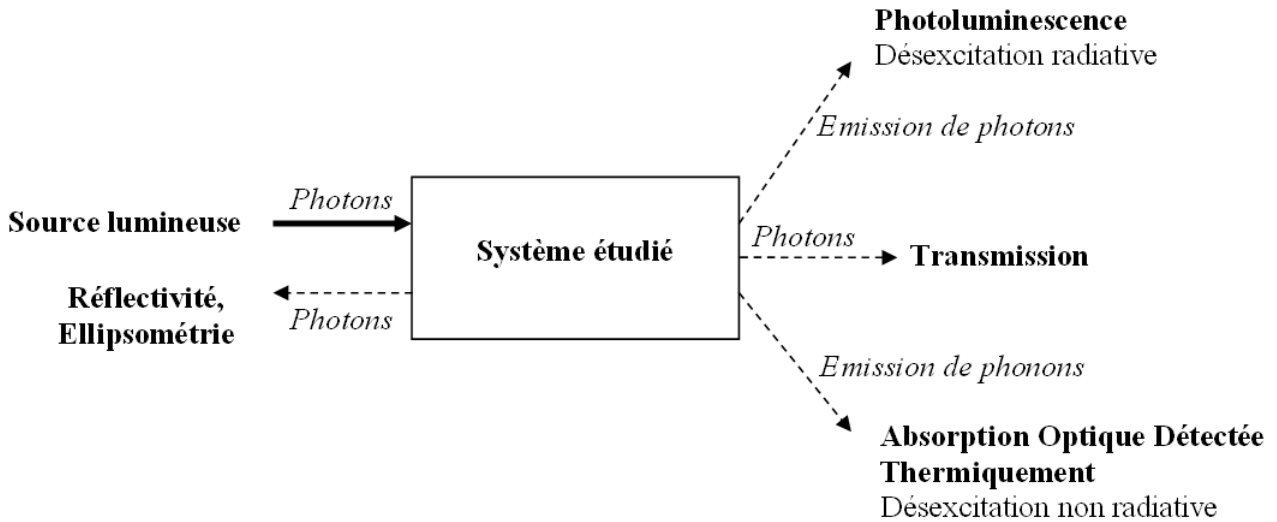 Photoluminescence
Désexcitation radiative
Emission de photons
Photons
Source lumineuse
Système étudié
Photons
Transmission
Réflectivité,
Ellipsométrie
Photons
Emission de phonons
Absorption Optique Détectée
Thermiquement
Désexcitation non radiative